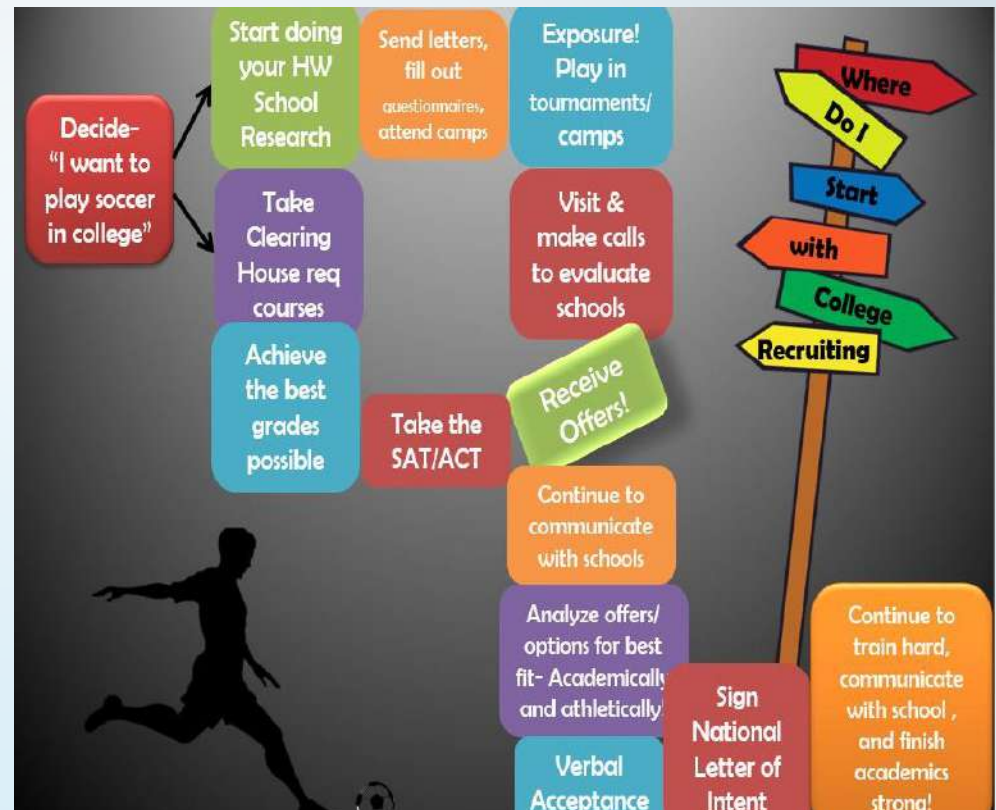 Decide-
“I want to
play soccer
in college”
Start doing
your HW
School
Research
Send letters,
fill out
questionnaires,
attend camps
Exposure!
Play in
tournaments/
camps
Take
Clearing
House req
courses
Visit &
make calls
to evaluate
schools
Achieve
the best
grades
possible
Take the
SAT/ACT
Receive
Offers!
Continue to
communicate
with schools
Analyze offers/
options for best
fit- Academically
and athletically!
Verbal
Acceptance
Sign
National
Letter of
Intent
Continue to
train hard,
communicate
with school ,
and finish
academics
strong!
Where
Do I
Start
with
College
Recruiting